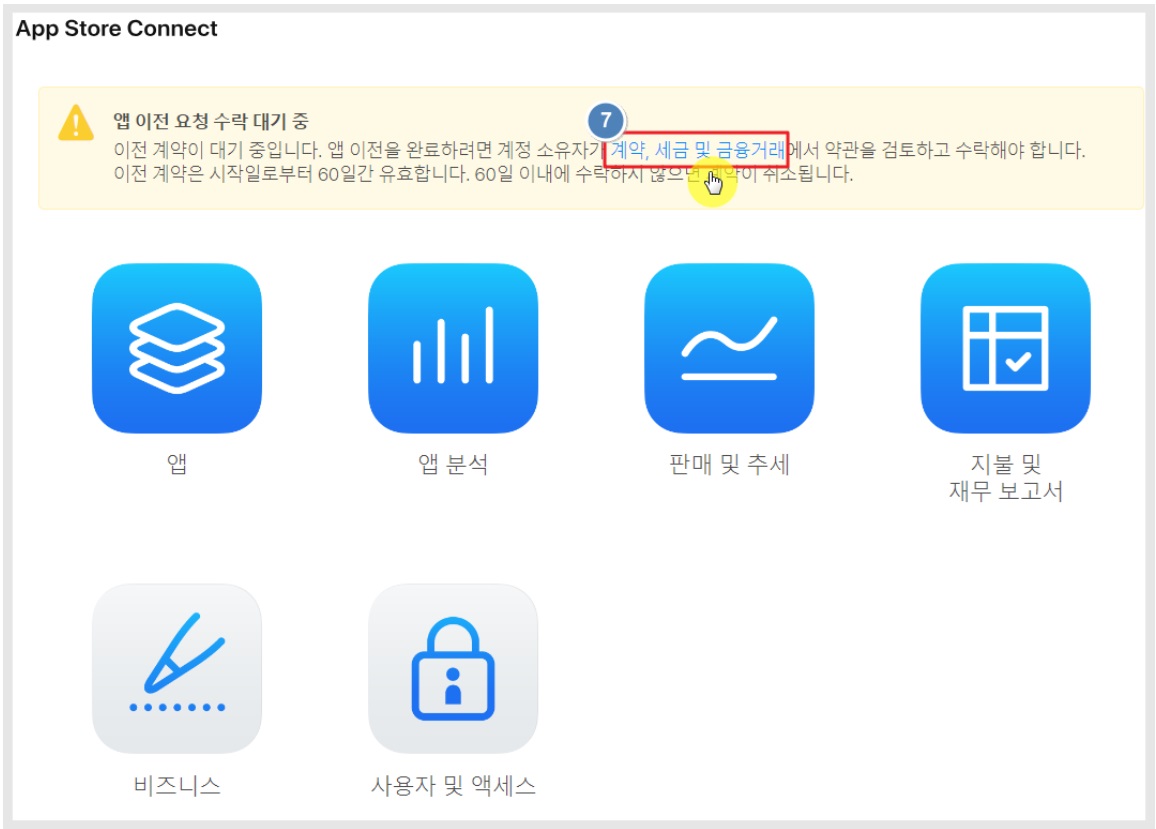 App Store Connect
앱 이전 요청 수락 대기 중
7
이전 계약이 대기 중입니다. 앱 이전을 완료하려면 계정 소유자가 계약, 세금 및 금융거래에서 약관을 검토하고 수락해야 합니다.
이전 계약은 시작일로부터 60일간 유효합니다. 60일 이내에 수락하지 않으면 계약이 취소됩니다.
앱
앱 분석
판매 및 추세
지불 및
재무 보고서
비즈니스
사용자 및 액세스